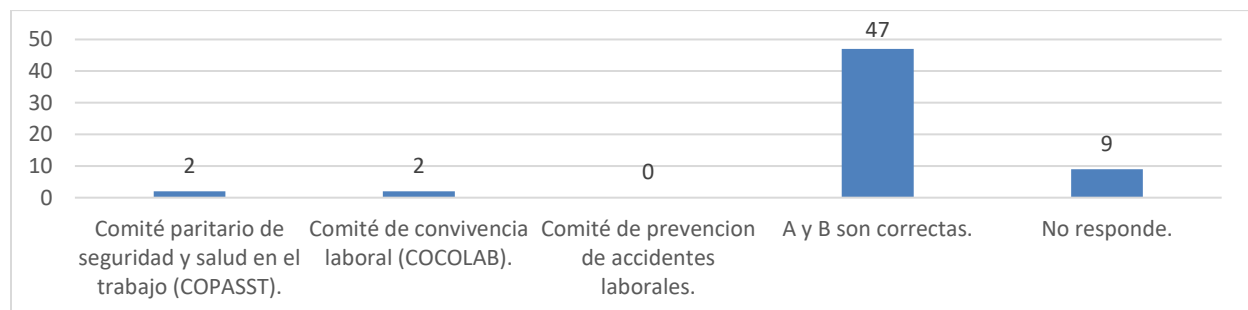 50
40
30
20
10
0
2
2
0
47
9
Comité paritario de
seguridad y salud en el
trabajo (COPASST).
Comité de convivencia
laboral (COCOLAB).
Comité de prevencion
de accidentes
laborales.
A y B son correctas.
No responde.